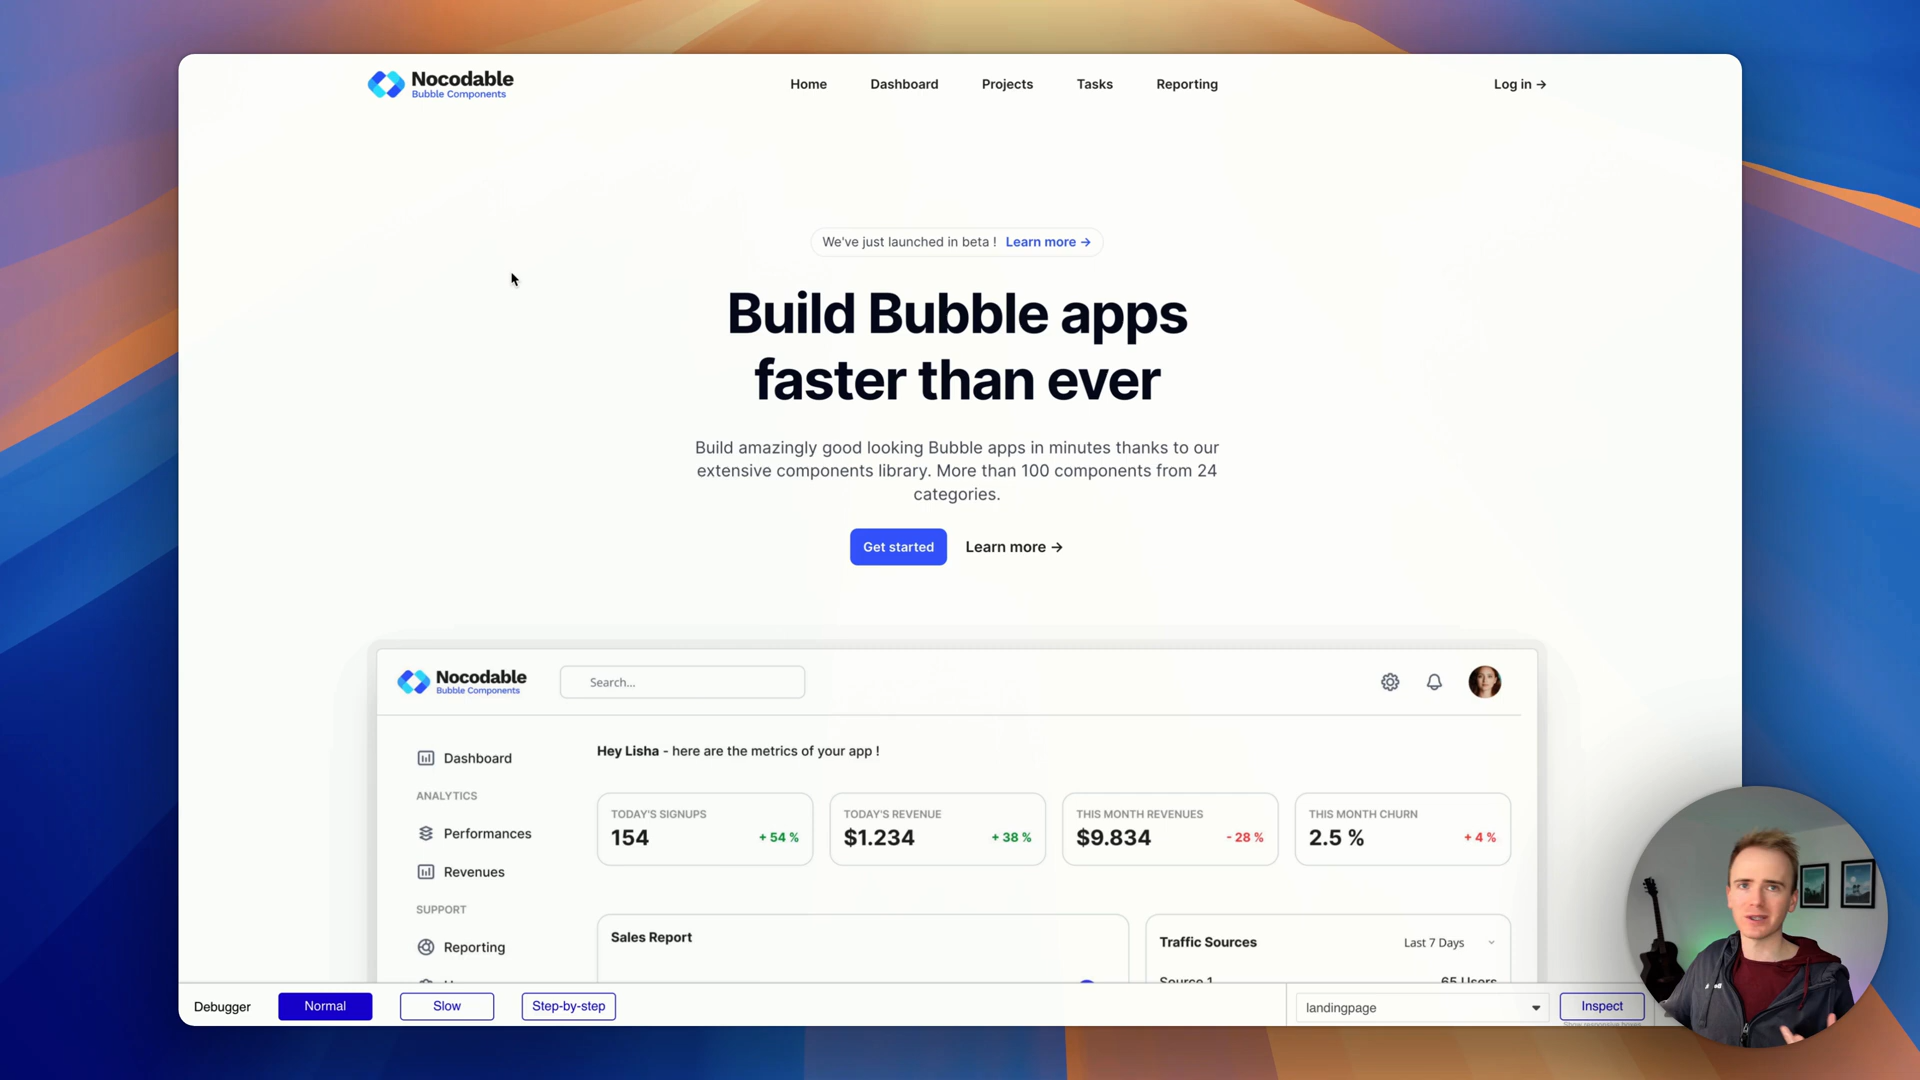 Nocodable
Bubble Components
Home
Dashboard
Projects
Tasks
Reporting
Log in →
We've just launched in beta ! Learn more →
Build Bubble apps
faster than ever
Build amazingly good looking Bubble apps in minutes thanks to our
extensive components library. More than 100 components from 24
categories.
Get started
Learn more →
Nocodable
Bubble Components
Search...
Dashboard
ANALYTICS
Performances
Revenues
SUPPORT
Reporting
Hey Lisha - here are the metrics of your app !
TODAY'S SIGNUPS
154
+ 54 %
TODAY'S REVENUE
$1.234
+ 38 %
THIS MONTH REVENUES
$9.834
- 28 %
THIS MONTH CHURN
2.5 %
+ 4 %
Sales Report
Traffic Sources
Last 7 Days
Source 1
65 Users
Debugger
Normal
Slow
Step-by-step
landingpage
Inspect